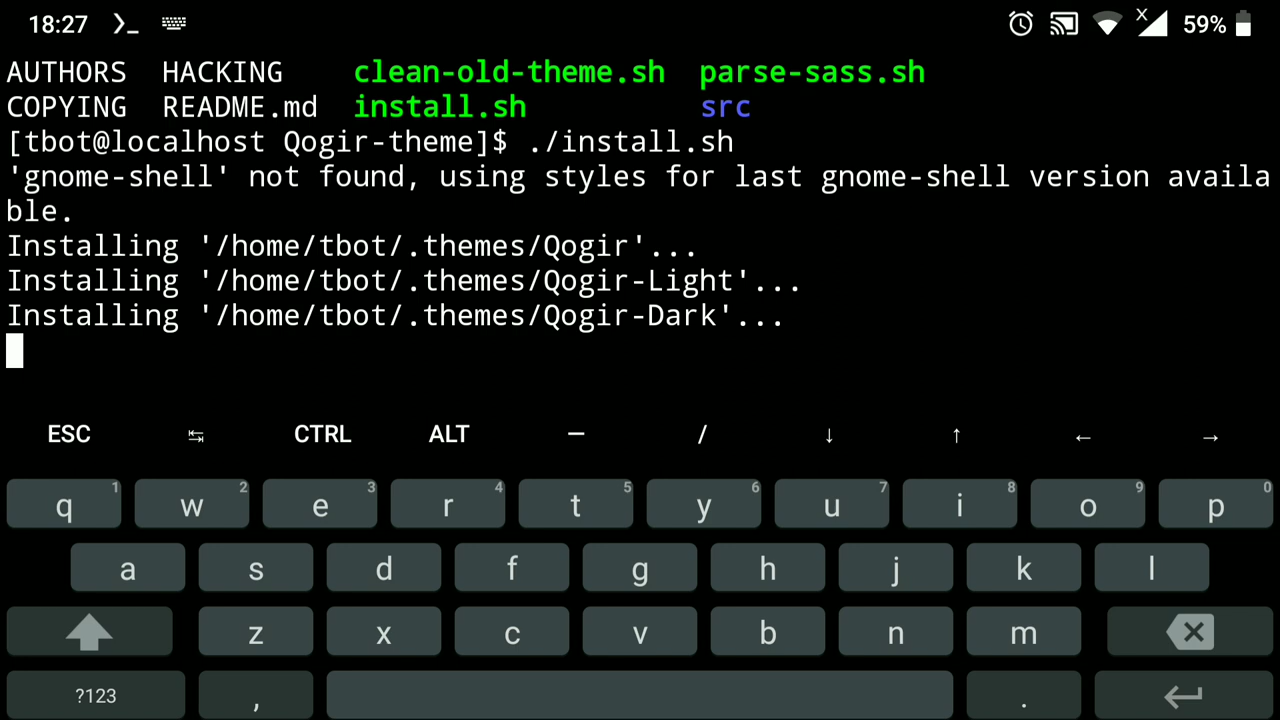 18:27 59%
AUTHORS HACKING clean-old-theme.sh parse-sass.sh
COPYING README.md install.sh src
[tbot@localhost Qogir-theme]$ ./install.sh
'gnome-shell' not found, using styles for last gnome-shell version availa
ble.
Installing '/home/tbot/.themes/Qogir'...
Installing '/home/tbot/.themes/Qogir-Light'...
Installing '/home/tbot/.themes/Qogir-Dark'...
ESC ↹ CTRL ALT — / ↓ ↑ ← →
q 1 w 2 e 3 r 4 t 5 y 6 u 7 i 8 o 9 p 0
a s d f g h j k l
z x c v b n m
?123 , .